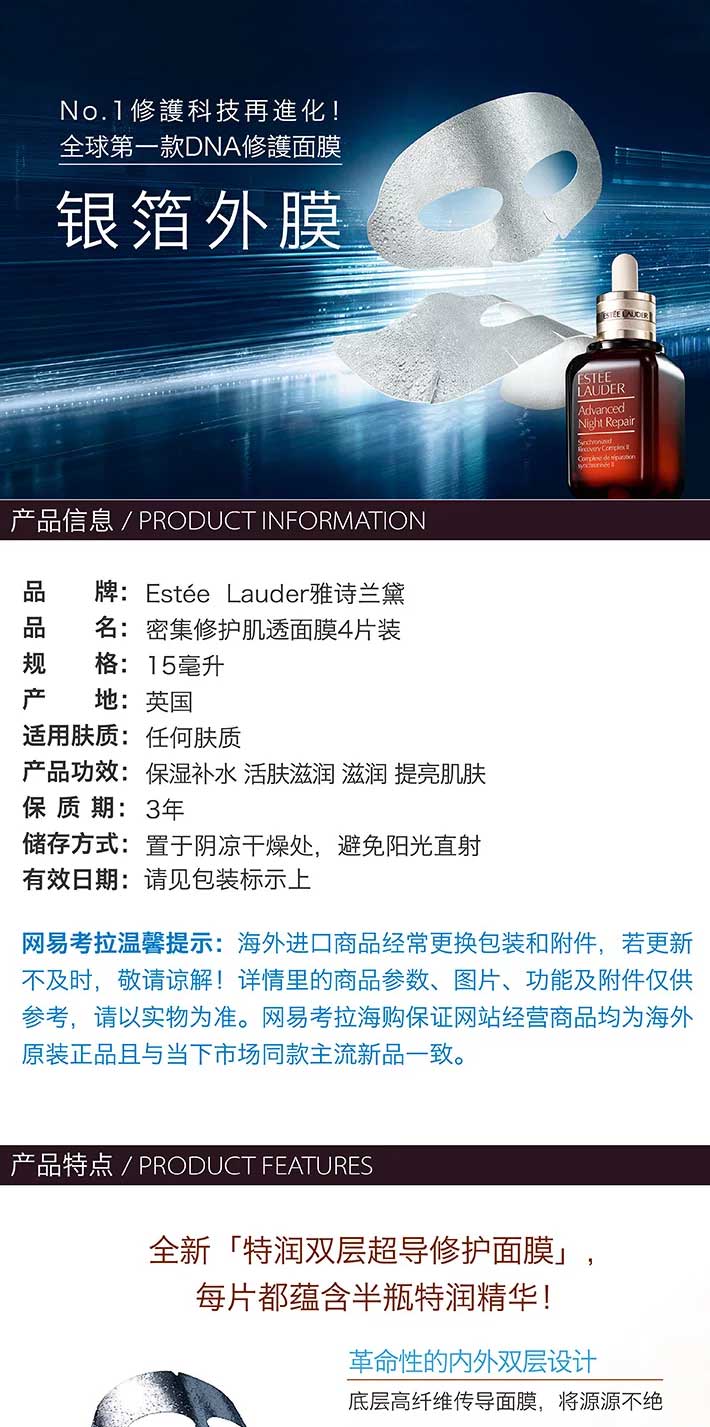 No.1修護科技再進化！
全球第一款DNA修護面膜
银箔外膜
ESTĒE LAUDER
ESTĒE
LAUDER
Advanced
Night Repair
Synchronized
Recovery Complex II
Complexe de réparation
synchronisée II
产品信息 / PRODUCT INFORMATION
品 牌： Estée Lauder雅诗兰黛
品 名： 密集修护肌透面膜4片装
规 格： 15毫升
产 地： 英国
适用肤质： 任何肤质
产品功效： 保湿补水 活肤滋润 滋润 提亮肌肤
保 质 期： 3年
储存方式： 置于阴凉干燥处，避免阳光直射
有效日期： 请见包装标示上
网易考拉温馨提示：海外进口商品经常更换包装和附件，若更新
不及时，敬请谅解！详情里的商品参数、图片、功能及附件仅供
参考，请以实物为准。网易考拉海购保证网站经营商品均为海外
原装正品且与当下市场同款主流新品一致。
产品特点 / PRODUCT FEATURES
全新「特润双层超导修护面膜」，
每片都蕴含半瓶特润精华！
革命性的内外双层设计
底层高纤维传导面膜，将源源不绝